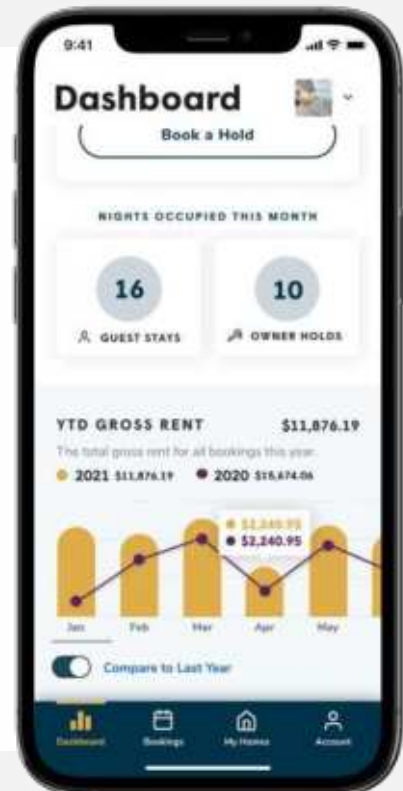 9:41
Dashboard
Book a Hold
NIGHTS OCCUPIED THIS MONTH
16
10
GUEST STAYS
OWNER HOLDS
YTD GROSS RENT $11,876.19
The total gross rent for all bookings this year.
2021 $11,876.19 2020 $15,674.06
$2,240.95
$2,240.95
Jan Feb Mar Apr May
Compare to Last Year
Dashboard Bookings My Homes Account